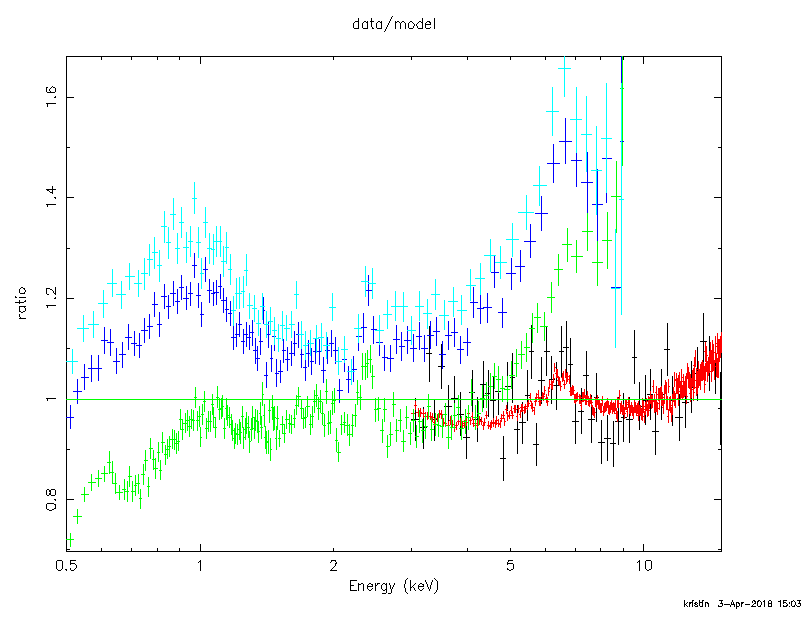 data/model
1.6
1.4
1.2
1
0.8
ratio
0.5 1 2 5 10
Energy (keV)
kristin 3-Apr-2018 15:03